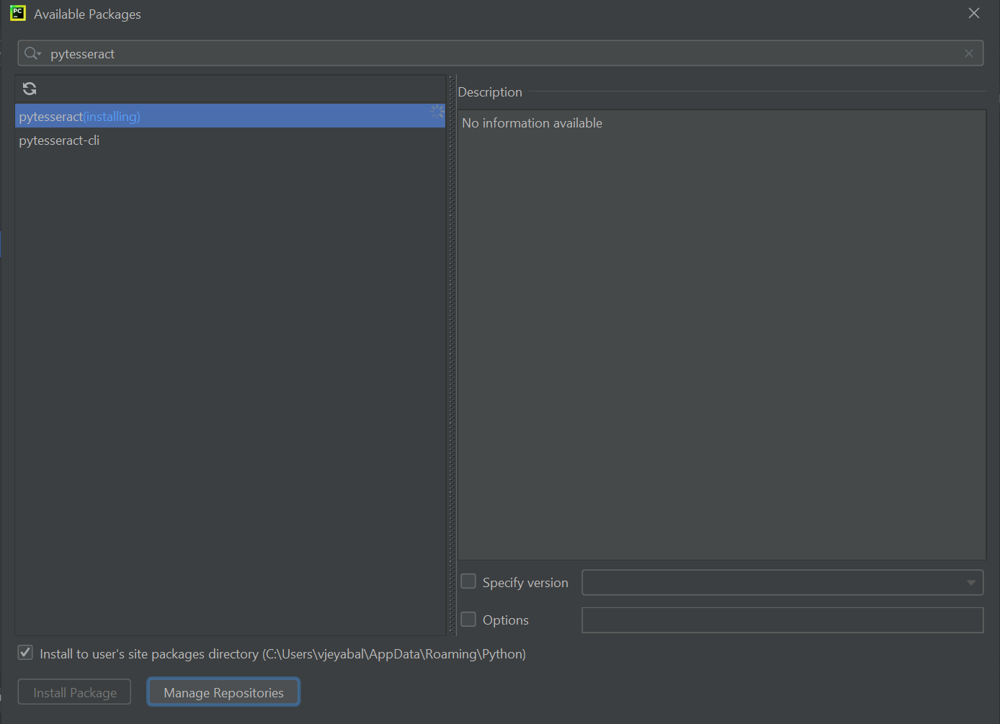 PC
Available Packages
pytesseract
pytesseract(installing)
pytesseract-cli
Description
No information available
Specify version
Options
Install to user's site packages directory (C:\Users\vjeyabal\AppData\Roaming\Python)
Install Package
Manage Repositories